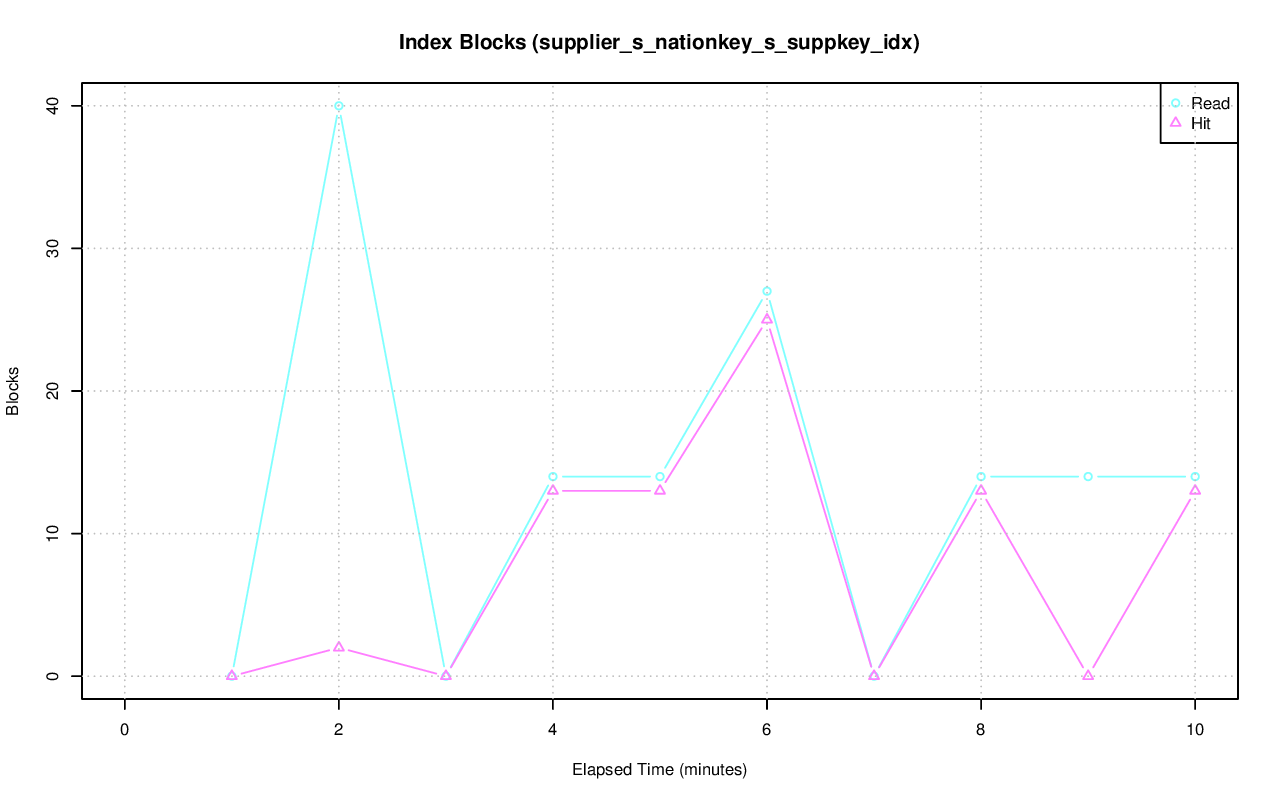 Index Blocks (supplier_s_nationkey_s_suppkey_idx)
Read
Hit
40
30
20
10
0
Blocks
0 2 4 6 8 10
Elapsed Time (minutes)